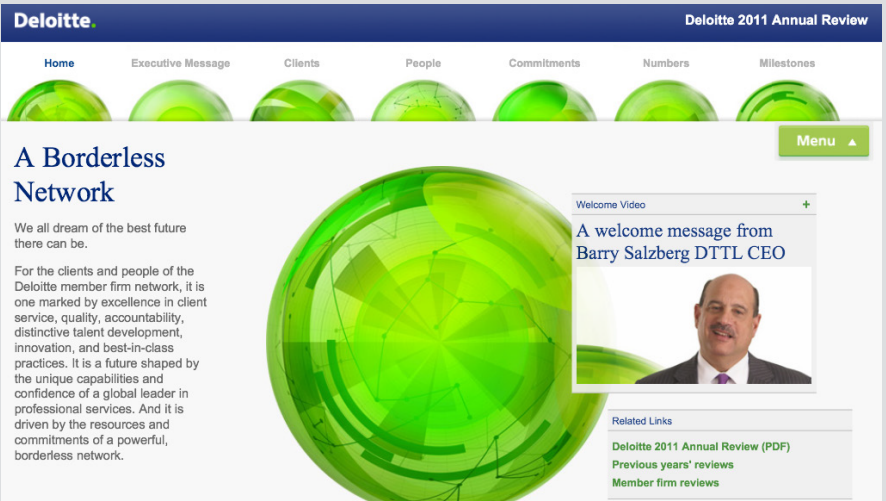 Deloitte.
Deloitte 2011 Annual Review
Home
Executive Message
Clients
People
Commitments
Numbers
Milestones
Menu
A Borderless
Network
We all dream of the best future
there can be.
For the clients and people of the
Deloitte member firm network, it is
one marked by excellence in client
service, quality, accountability,
distinctive talent development,
innovation, and best-in-class
practices. It is a future shaped by
the unique capabilities and
confidence of a global leader in
professional services. And it is
driven by the resources and
commitments of a powerful,
borderless network.
Welcome Video +
A welcome message from
Barry Salzberg DTTL CEO
Related Links
Deloitte 2011 Annual Review (PDF)
Previous years' reviews
Member firm reviews